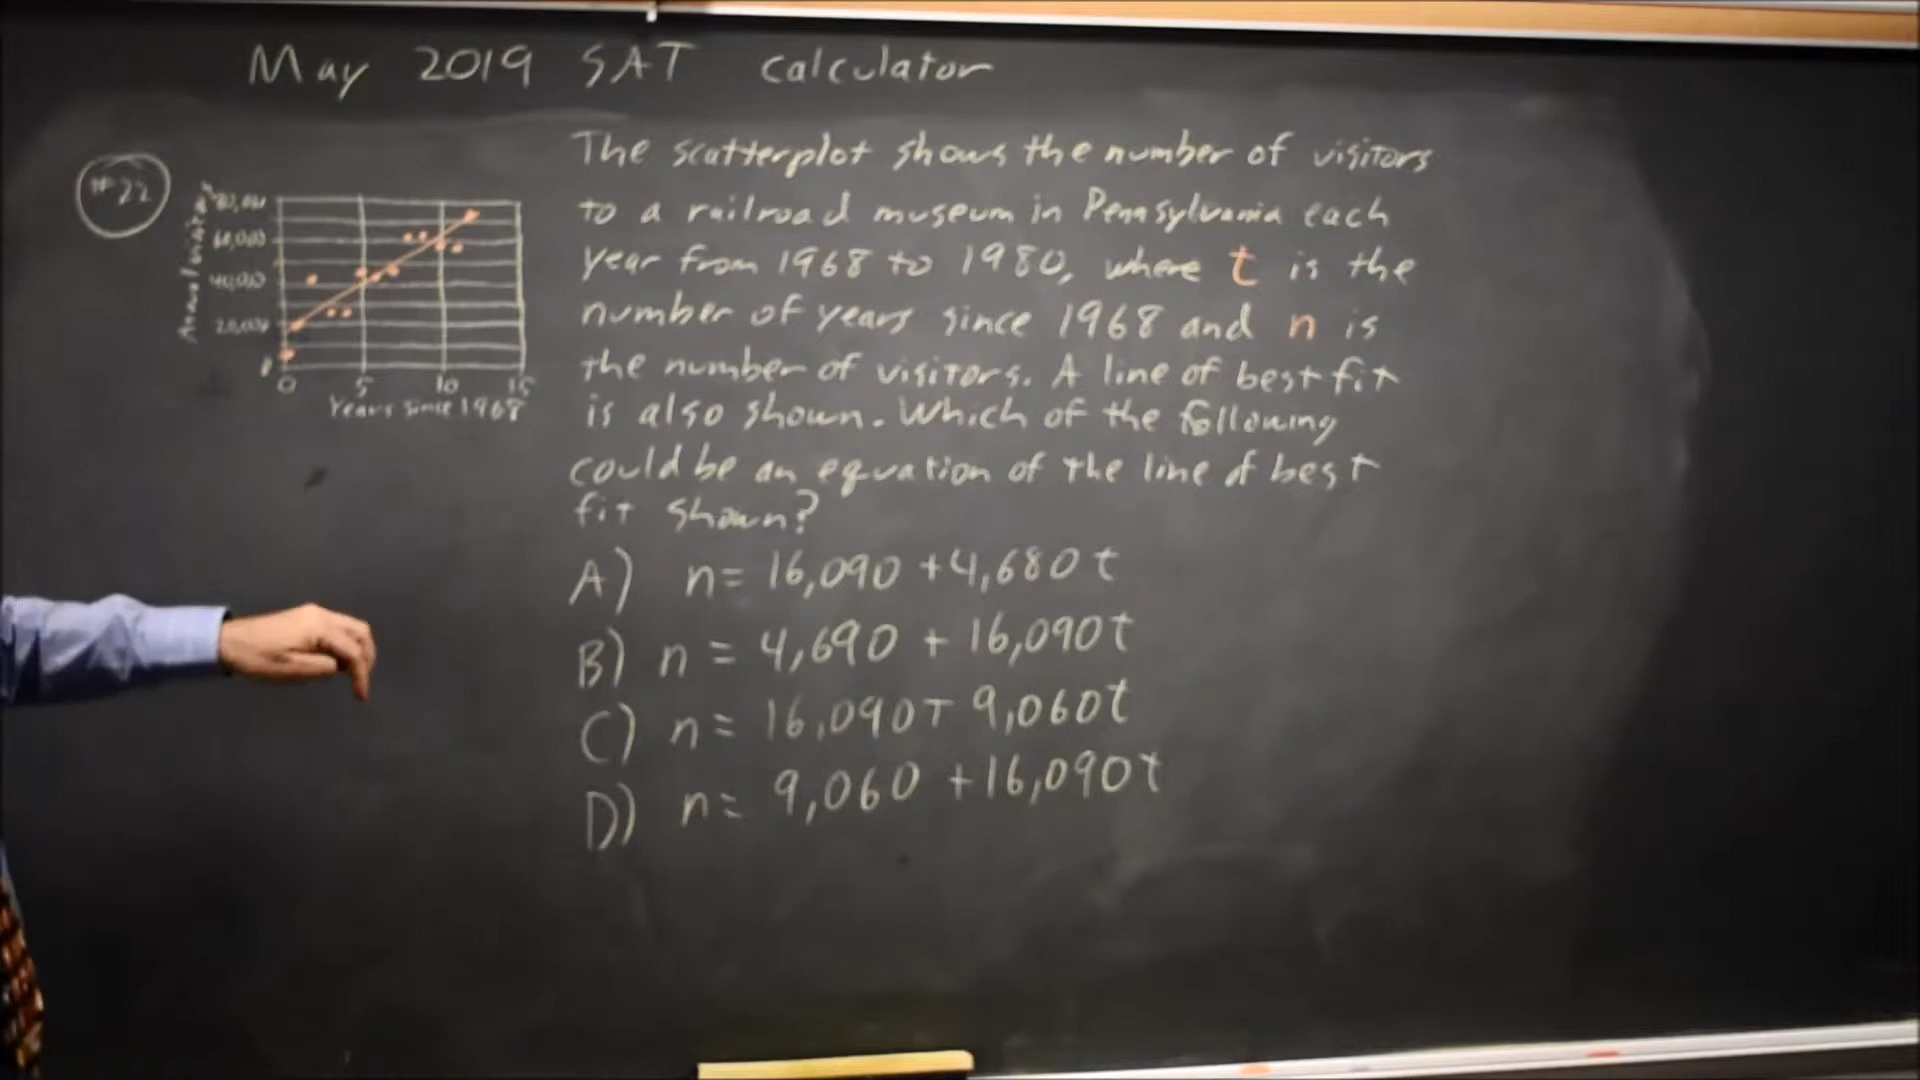 May 2019 SAT calculator
#22
The scatterplot shows the number of visitors
to a railroad museum in Pennsylvania each
year from 1968 to 1980, where t is the
number of years since 1968 and n is
the number of visitors. A line of best fit
is also shown. Which of the following
could be an equation of the line of best
fit shown?
80,000
60,000
40,000
20,000
0
0 5 10 15
Years since 1968
A) n= 16,090 +4,680t
B) n = 4,690 + 16,090t
C) n= 16,090+ 9,060t
D) n= 9,060 +16,090t